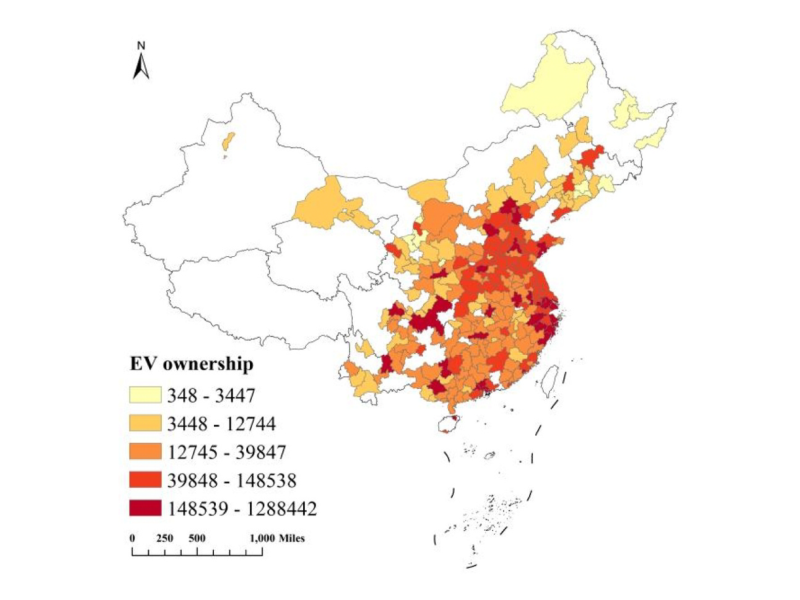 N
EV ownership
348 - 3447
3448 - 12744
12745 - 39847
39848 - 148538
148539 - 1288442
0 250 500 1,000 Miles